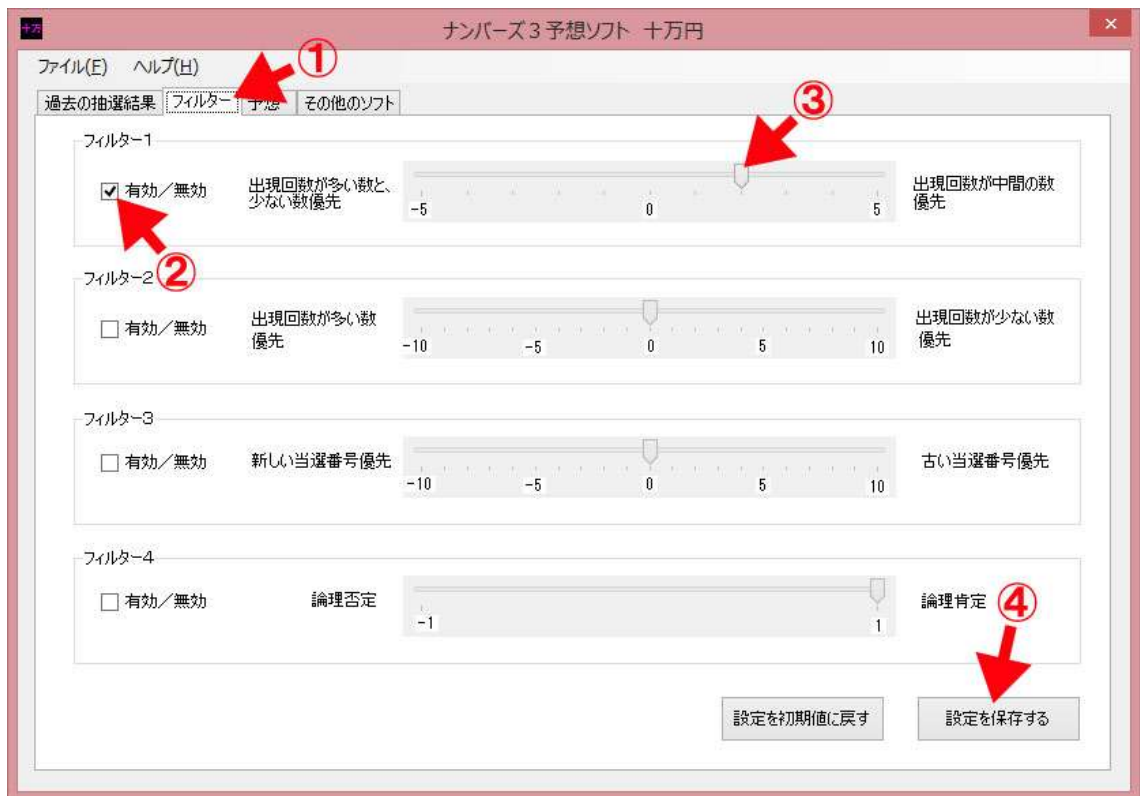 十万
ナンバーズ3予想ソフト 十万円
×
ファイル(F) ヘルプ(H)
①
過去の抽選結果 フィルター 予想 その他のソフト
③
フィルター1
有効/無効
出現回数が多い数と、
少ない数優先
-5 0 5
出現回数が中間の数
優先
②
フィルター2
有効/無効
出現回数が多い数
優先
-10 -5 0 5 10
出現回数が少ない数
優先
フィルター3
有効/無効
新しい当選番号優先
-10 -5 0 5 10
古い当選番号優先
フィルター4
有効/無効
論理否定
-1 1
論理肯定
④
設定を初期値に戻す 設定を保存する